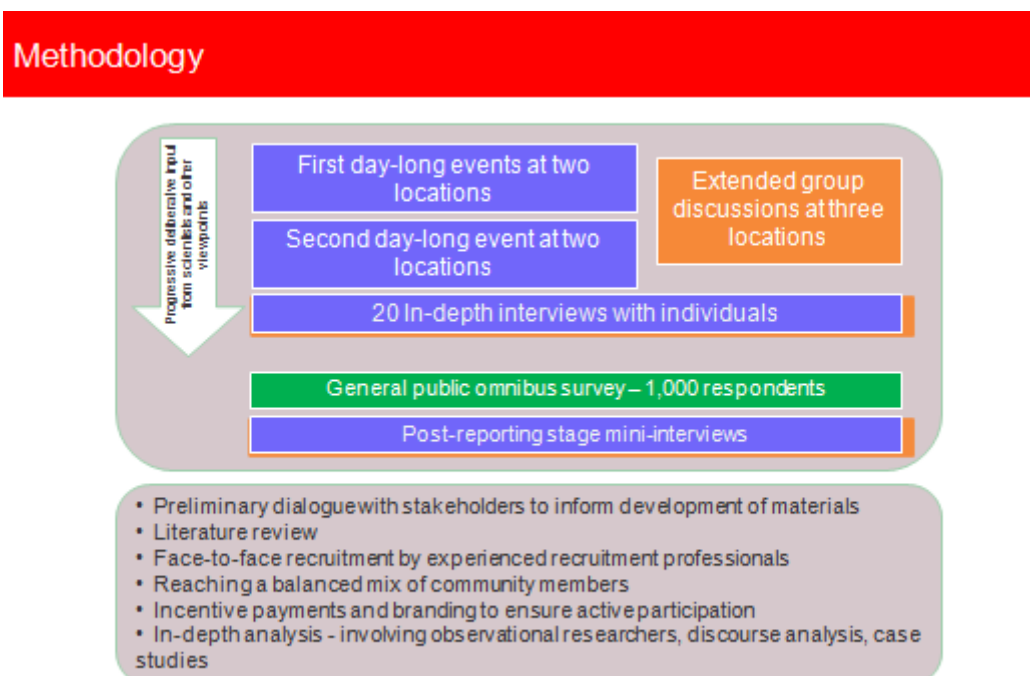 Methodology
Progressive deliberative input
from scientists and other
viewpoints
First day-long events at two
locations
Extended group
discussions at three
locations
Second day-long event at two
locations
20 In-depth interviews with individuals
General public omnibus survey – 1,000 respondents
Post-reporting stage mini-interviews
• Preliminary dialogue with stakeholders to inform development of materials
• Literature review
• Face-to-face recruitment by experienced recruitment professionals
• Reaching a balanced mix of community members
• Incentive payments and branding to ensure active participation
• In-depth analysis - involving observational researchers, discourse analysis, case
studies